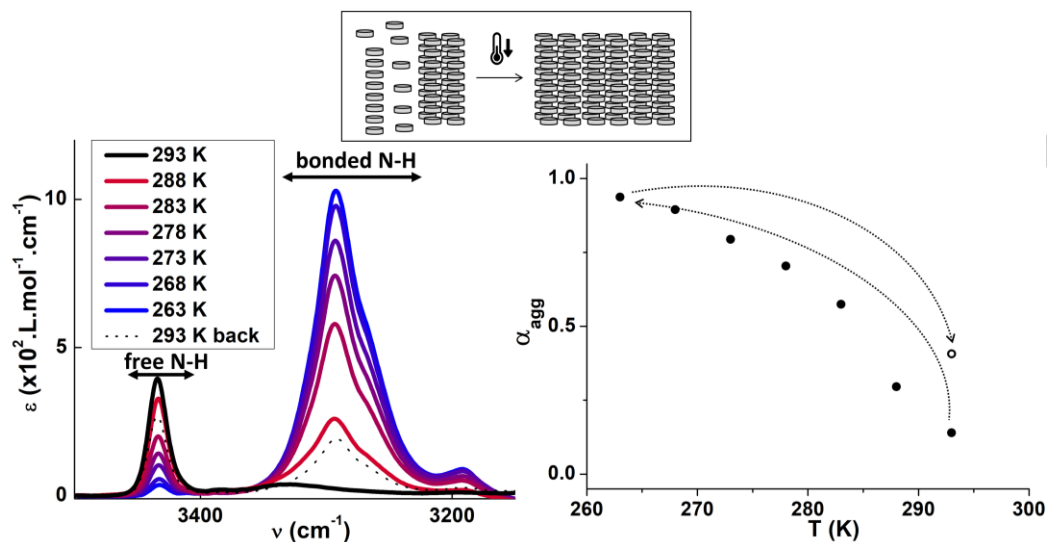 293 K
288 K
283 K
278 K
273 K
268 K
263 K
293 K back
free N-H
bonded N-H
10
5
0
ε (x10².L.mol⁻¹.cm⁻¹)
3400
3200
ν (cm⁻¹)
1.0
0.5
0.0
α_agg
260
270
280
290
300
T (K)